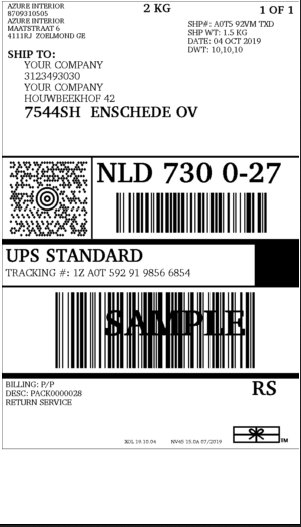 AZURE INTERIOR
8709310505
AZURE INTERIOR
MAATSTRAAT 6
4111RJ ZOELMOND GE
2 KG
1 OF 1
SHP#: A0T5 92VM TXD
SHP WT: 1.5 KG
DATE: 04 OCT 2019
DWT: 10,10,10
SHIP TO:
YOUR COMPANY
3123493030
YOUR COMPANY
HOUWBEEKHOF 42
7544SH ENSCHEDE OV
NLD 730 0-27
UPS STANDARD
TRACKING #: 1Z A0T 592 91 9856 6854
SAMPLE
BILLING: P/P
DESC: PACK0000028
RETURN SERVICE
RS
XOL 19.10.04 NV45 15.0A 07/2019
TM